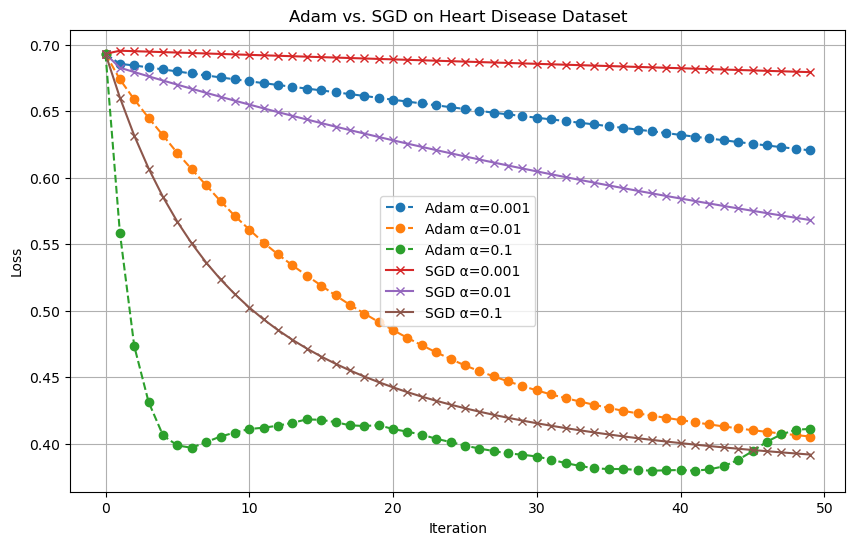 Adam vs. SGD on Heart Disease Dataset
Loss
0.70
0.65
0.60
0.55
0.50
0.45
0.40
Adam α=0.001
Adam α=0.01
Adam α=0.1
SGD α=0.001
SGD α=0.01
SGD α=0.1
0
10
20
30
40
50
Iteration